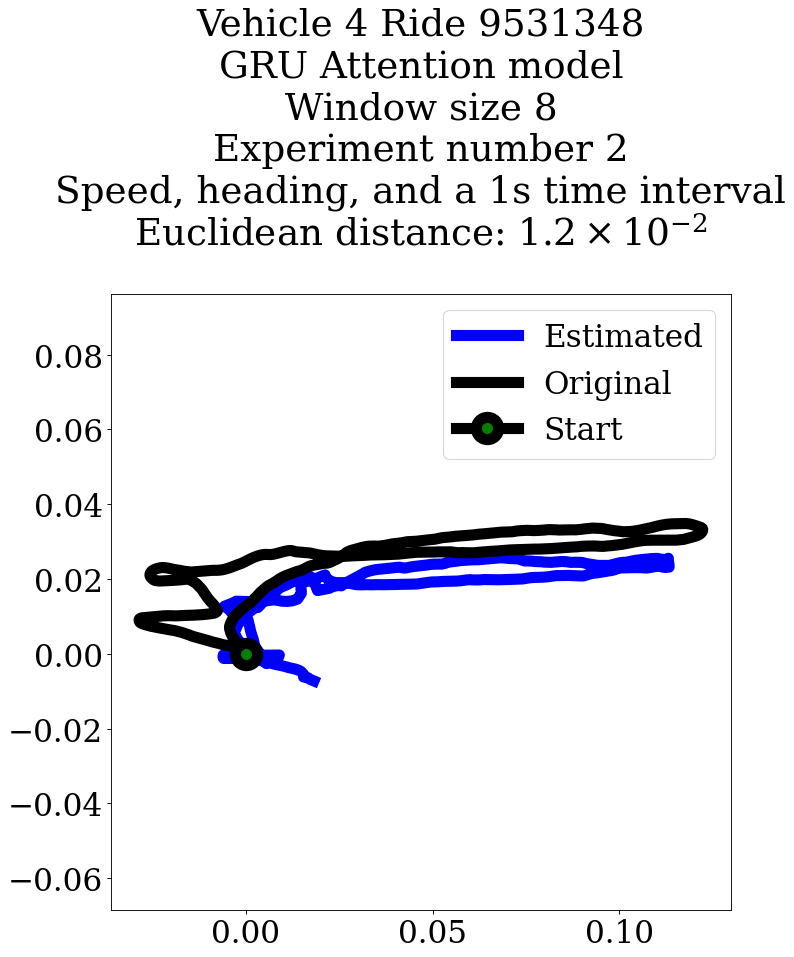 Vehicle 4 Ride 9531348
GRU Attention model
Window size 8
Experiment number 2
Speed, heading, and a 1s time interval
Euclidean distance: 1.2 × 10⁻²
Estimated
Original
Start
0.08
0.06
0.04
0.02
0.00
−0.02
−0.04
−0.06
0.00 0.05 0.10